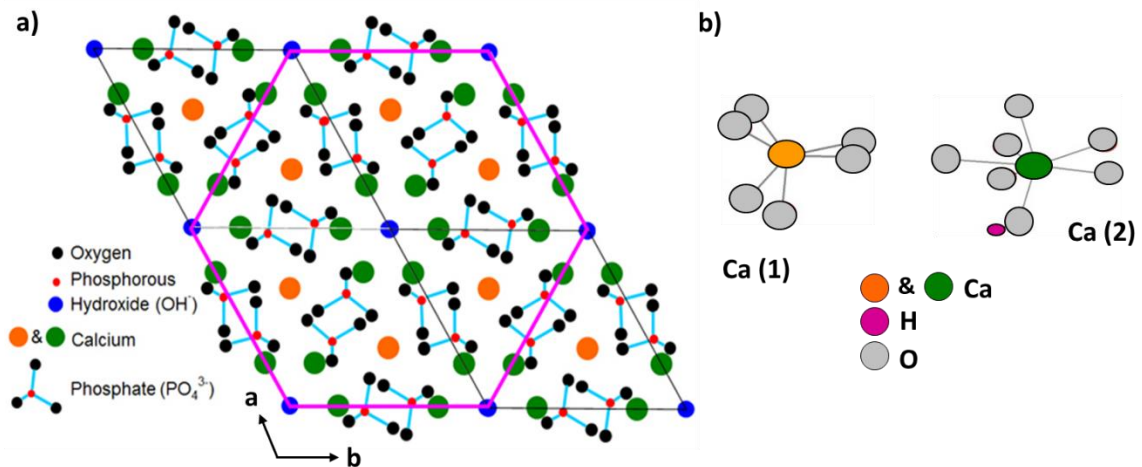 a)
Oxygen
Phosphorous
Hydroxide (OH⁻)
& Calcium
Phosphate (PO₄³⁻)
a
b
b)
Ca (1)
Ca (2)
& Ca
H
O